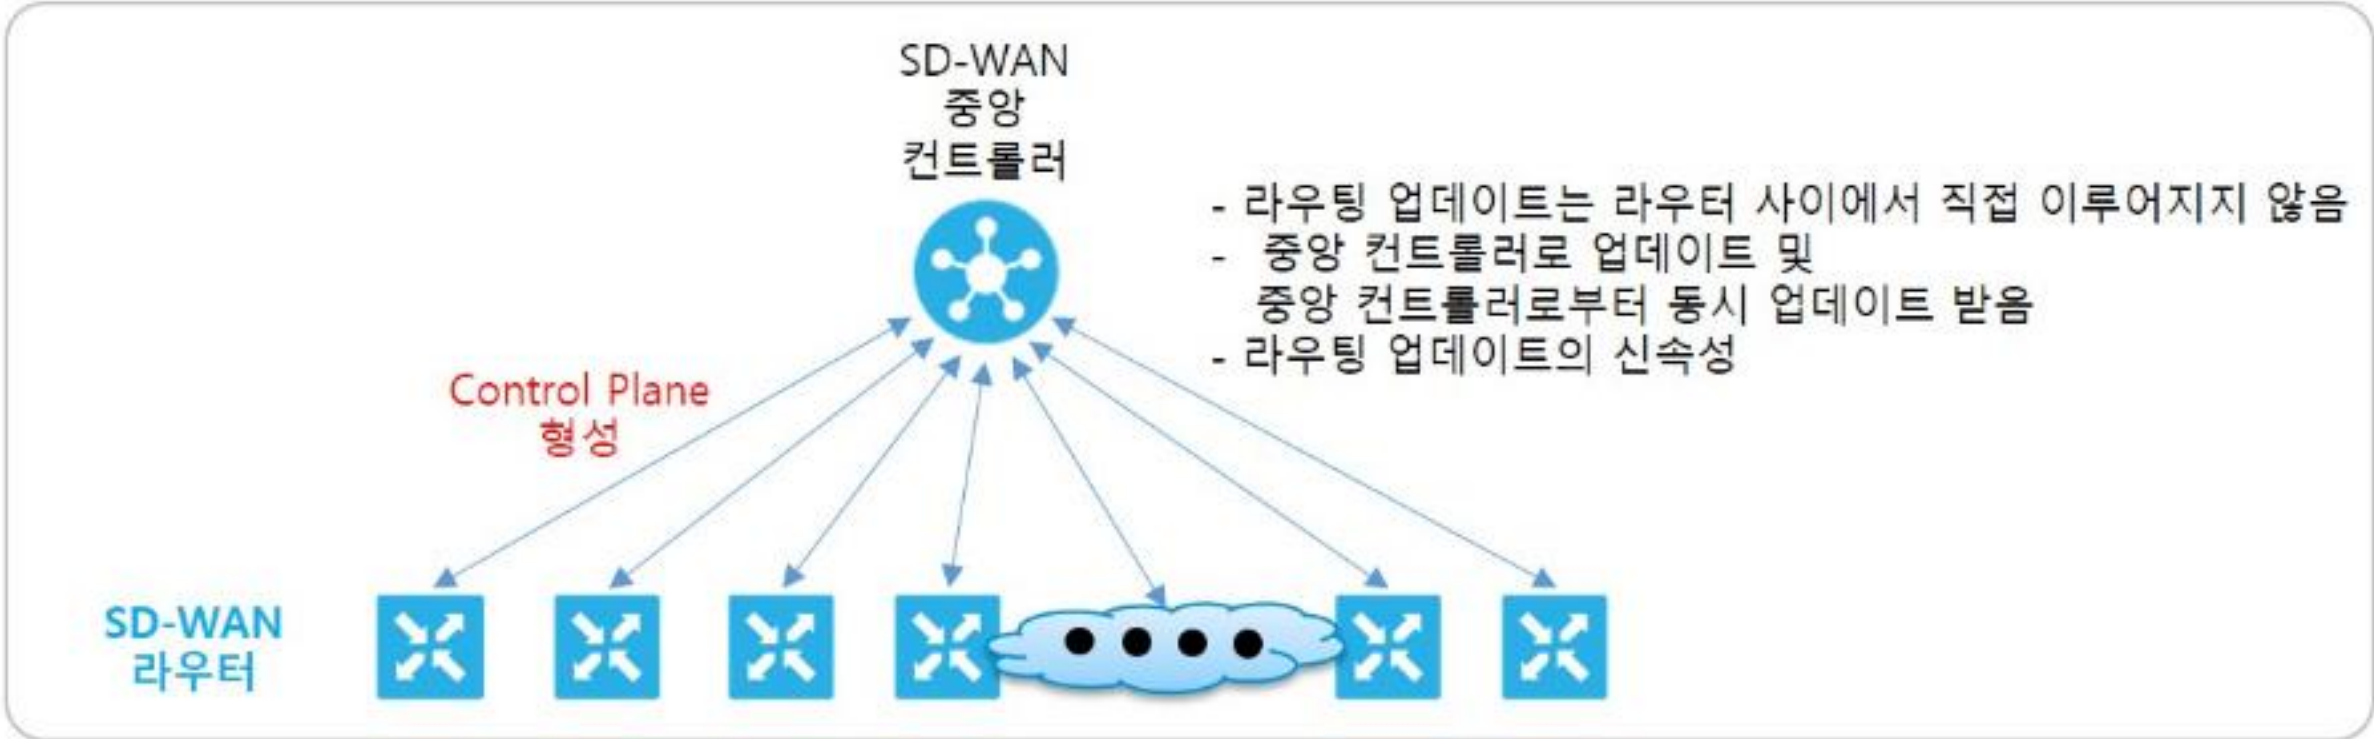 SD-WAN
중앙
컨트롤러
- 라우팅 업데이트는 라우터 사이에서 직접 이루어지지 않음
- 중앙 컨트롤러로 업데이트 및
중앙 컨트롤러로부터 동시 업데이트 받음
- 라우팅 업데이트의 신속성
Control Plane
형성
SD-WAN
라우터